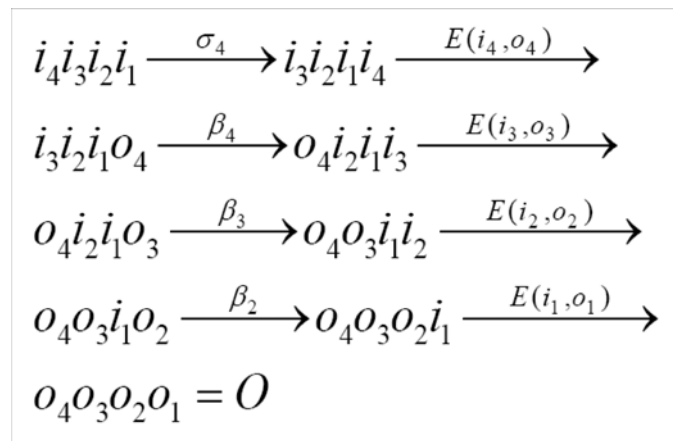 i₄i₃i₂i₁ —σ₄→ i₃i₂i₁i₄ —E(i₄,o₄)→
i₃i₂i₁o₄ —β₄→ o₄i₂i₁i₃ —E(i₃,o₃)→
o₄i₂i₁o₃ —β₃→ o₄o₃i₁i₂ —E(i₂,o₂)→
o₄o₃i₁o₂ —β₂→ o₄o₃o₂i₁ —E(i₁,o₁)→
o₄o₃o₂o₁ = O